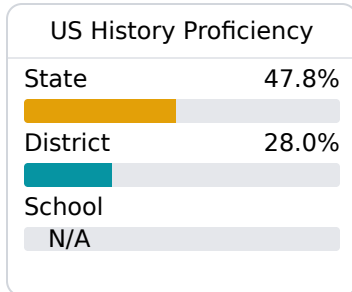 US History Proficiency
State 47.8%
District 28.0%
School
N/A